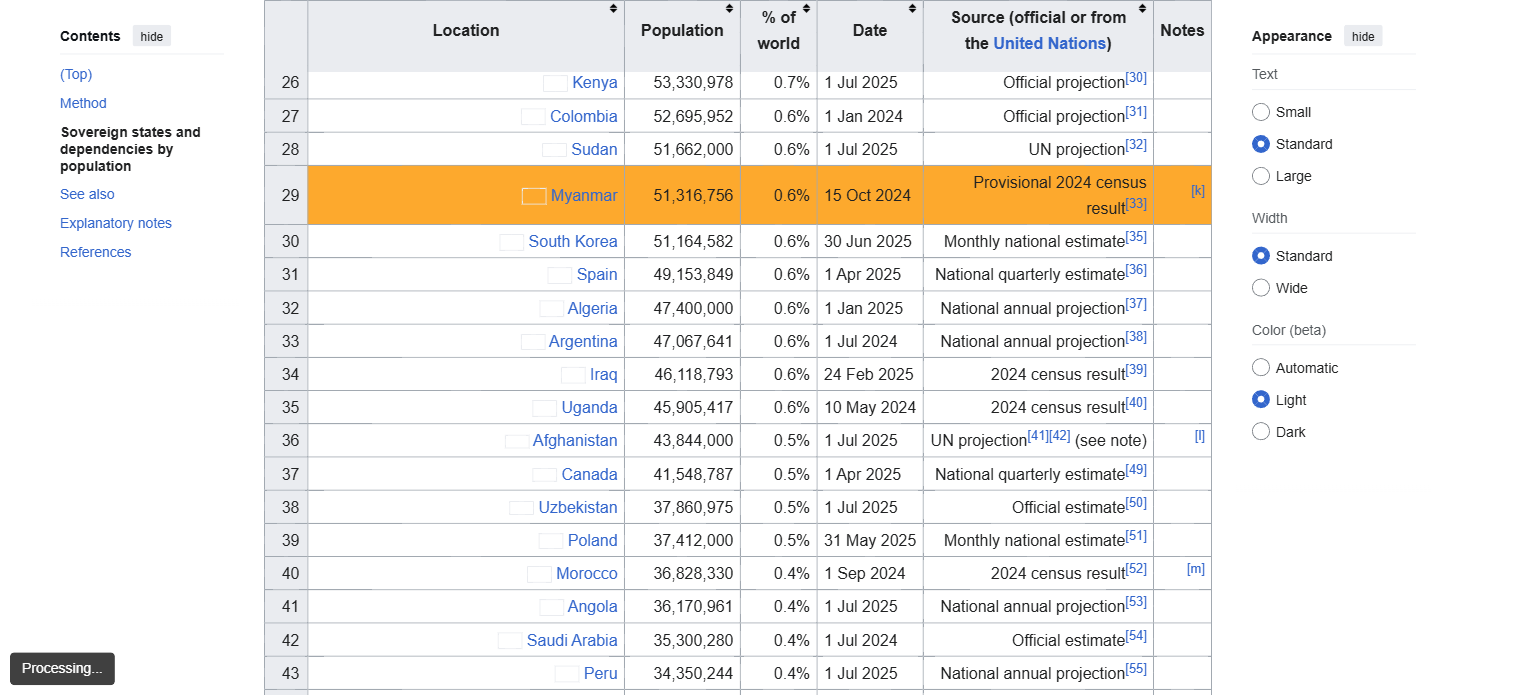 Contents hide
(Top)
Method
Sovereign states and
dependencies by
population
See also
Explanatory notes
References
Location Population % of world Date Source (official or from the United Nations) Notes
26 Kenya 53,330,978 0.7% 1 Jul 2025 Official projection[30]
27 Colombia 52,695,952 0.6% 1 Jan 2024 Official projection[31]
28 Sudan 51,662,000 0.6% 1 Jul 2025 UN projection[32]
29 Myanmar 51,316,756 0.6% 15 Oct 2024 Provisional 2024 census result[33] [k]
30 South Korea 51,164,582 0.6% 30 Jun 2025 Monthly national estimate[35]
31 Spain 49,153,849 0.6% 1 Apr 2025 National quarterly estimate[36]
32 Algeria 47,400,000 0.6% 1 Jan 2025 National annual projection[37]
33 Argentina 47,067,641 0.6% 1 Jul 2024 National annual projection[38]
34 Iraq 46,118,793 0.6% 24 Feb 2025 2024 census result[39]
35 Uganda 45,905,417 0.6% 10 May 2024 2024 census result[40]
36 Afghanistan 43,844,000 0.5% 1 Jul 2025 UN projection[41][42] (see note) [l]
37 Canada 41,548,787 0.5% 1 Apr 2025 National quarterly estimate[49]
38 Uzbekistan 37,860,975 0.5% 1 Jul 2025 Official estimate[50]
39 Poland 37,412,000 0.5% 31 May 2025 Monthly national estimate[51]
40 Morocco 36,828,330 0.4% 1 Sep 2024 2024 census result[52] [m]
41 Angola 36,170,961 0.4% 1 Jul 2025 National annual projection[53]
42 Saudi Arabia 35,300,280 0.4% 1 Jul 2024 Official estimate[54]
43 Peru 34,350,244 0.4% 1 Jul 2025 National annual projection[55]
Appearance hide
Text
Small
Standard
Large
Width
Standard
Wide
Color (beta)
Automatic
Light
Dark
Processing...